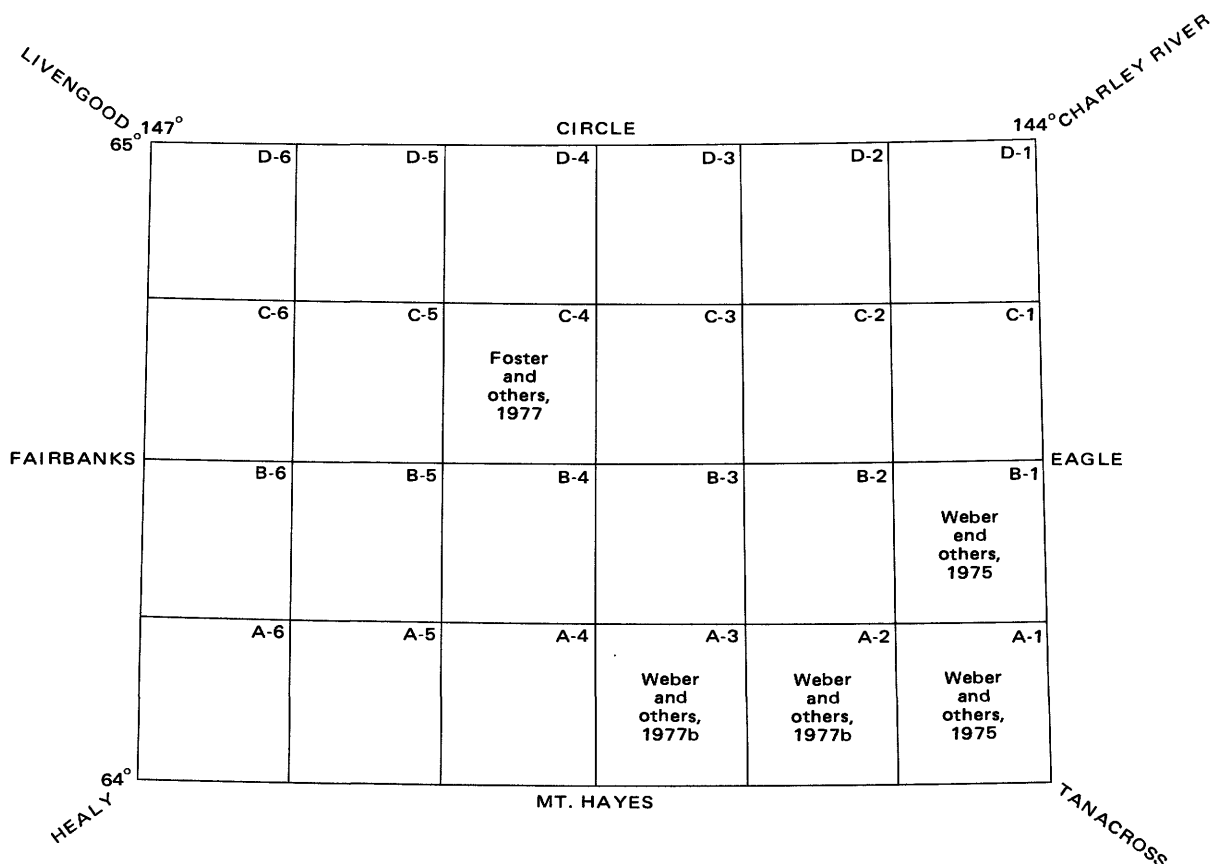 LIVENGOOD
CHARLEY RIVER
147°
CIRCLE
144°
65°
D-6
D-5
D-4
D-3
D-2
D-1
C-6
C-5
C-4
C-3
C-2
C-1
Foster
and
others,
1977
FAIRBANKS
EAGLE
B-6
B-5
B-4
B-3
B-2
B-1
Weber
end
others,
1975
A-6
A-5
A-4
A-3
A-2
A-1
Weber
and
others,
1977b
Weber
and
others,
1977b
Weber
and
others,
1975
64°
HEALY
MT. HAYES
TANACROSS